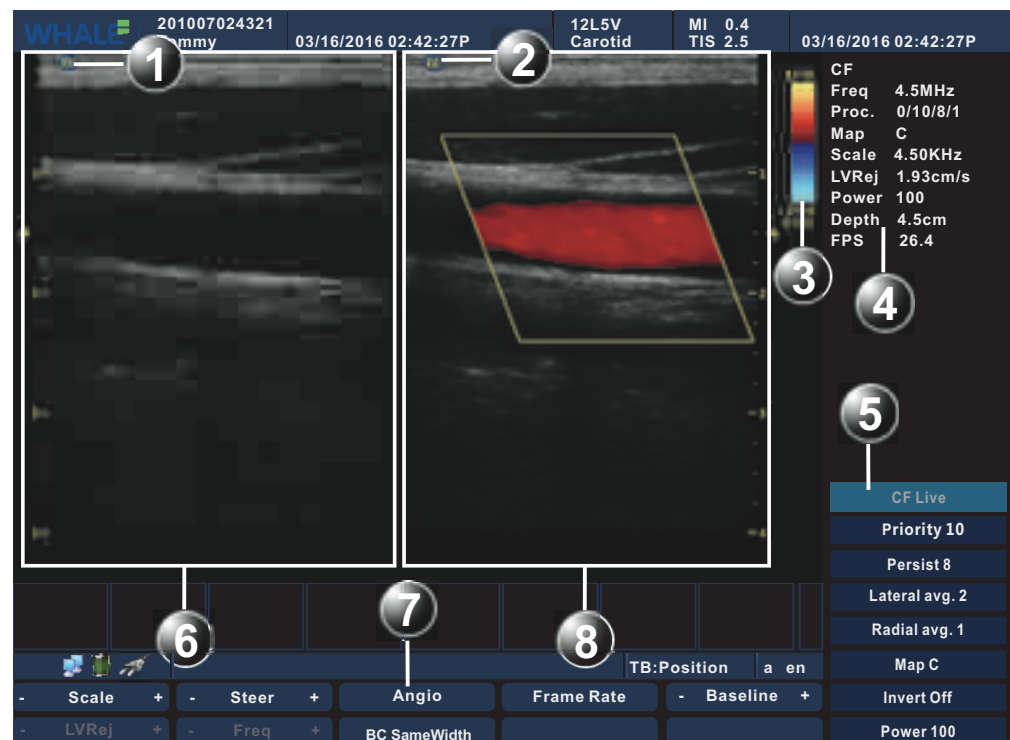 WHALE
201007024321
Tommy 03/16/2016 02:42:27P
12L5V
Carotid
MI 0.4
TIS 2.5
03/16/2016 02:42:27P
1
2
CF
Freq 4.5MHz
Proc. 0/10/8/1
Map C
Scale 4.50KHz
LVRej 1.93cm/s
Power 100
Depth 4.5cm
FPS 26.4
3
4
5
CF Live
Priority 10
Persist 8
Lateral avg. 2
Radial avg. 1
Map C
Invert Off
Power 100
6
7
8
TB:Position a en
- Scale + - Steer + Angio Frame Rate - Baseline +
- LVRej + - Freq + BC SameWidth